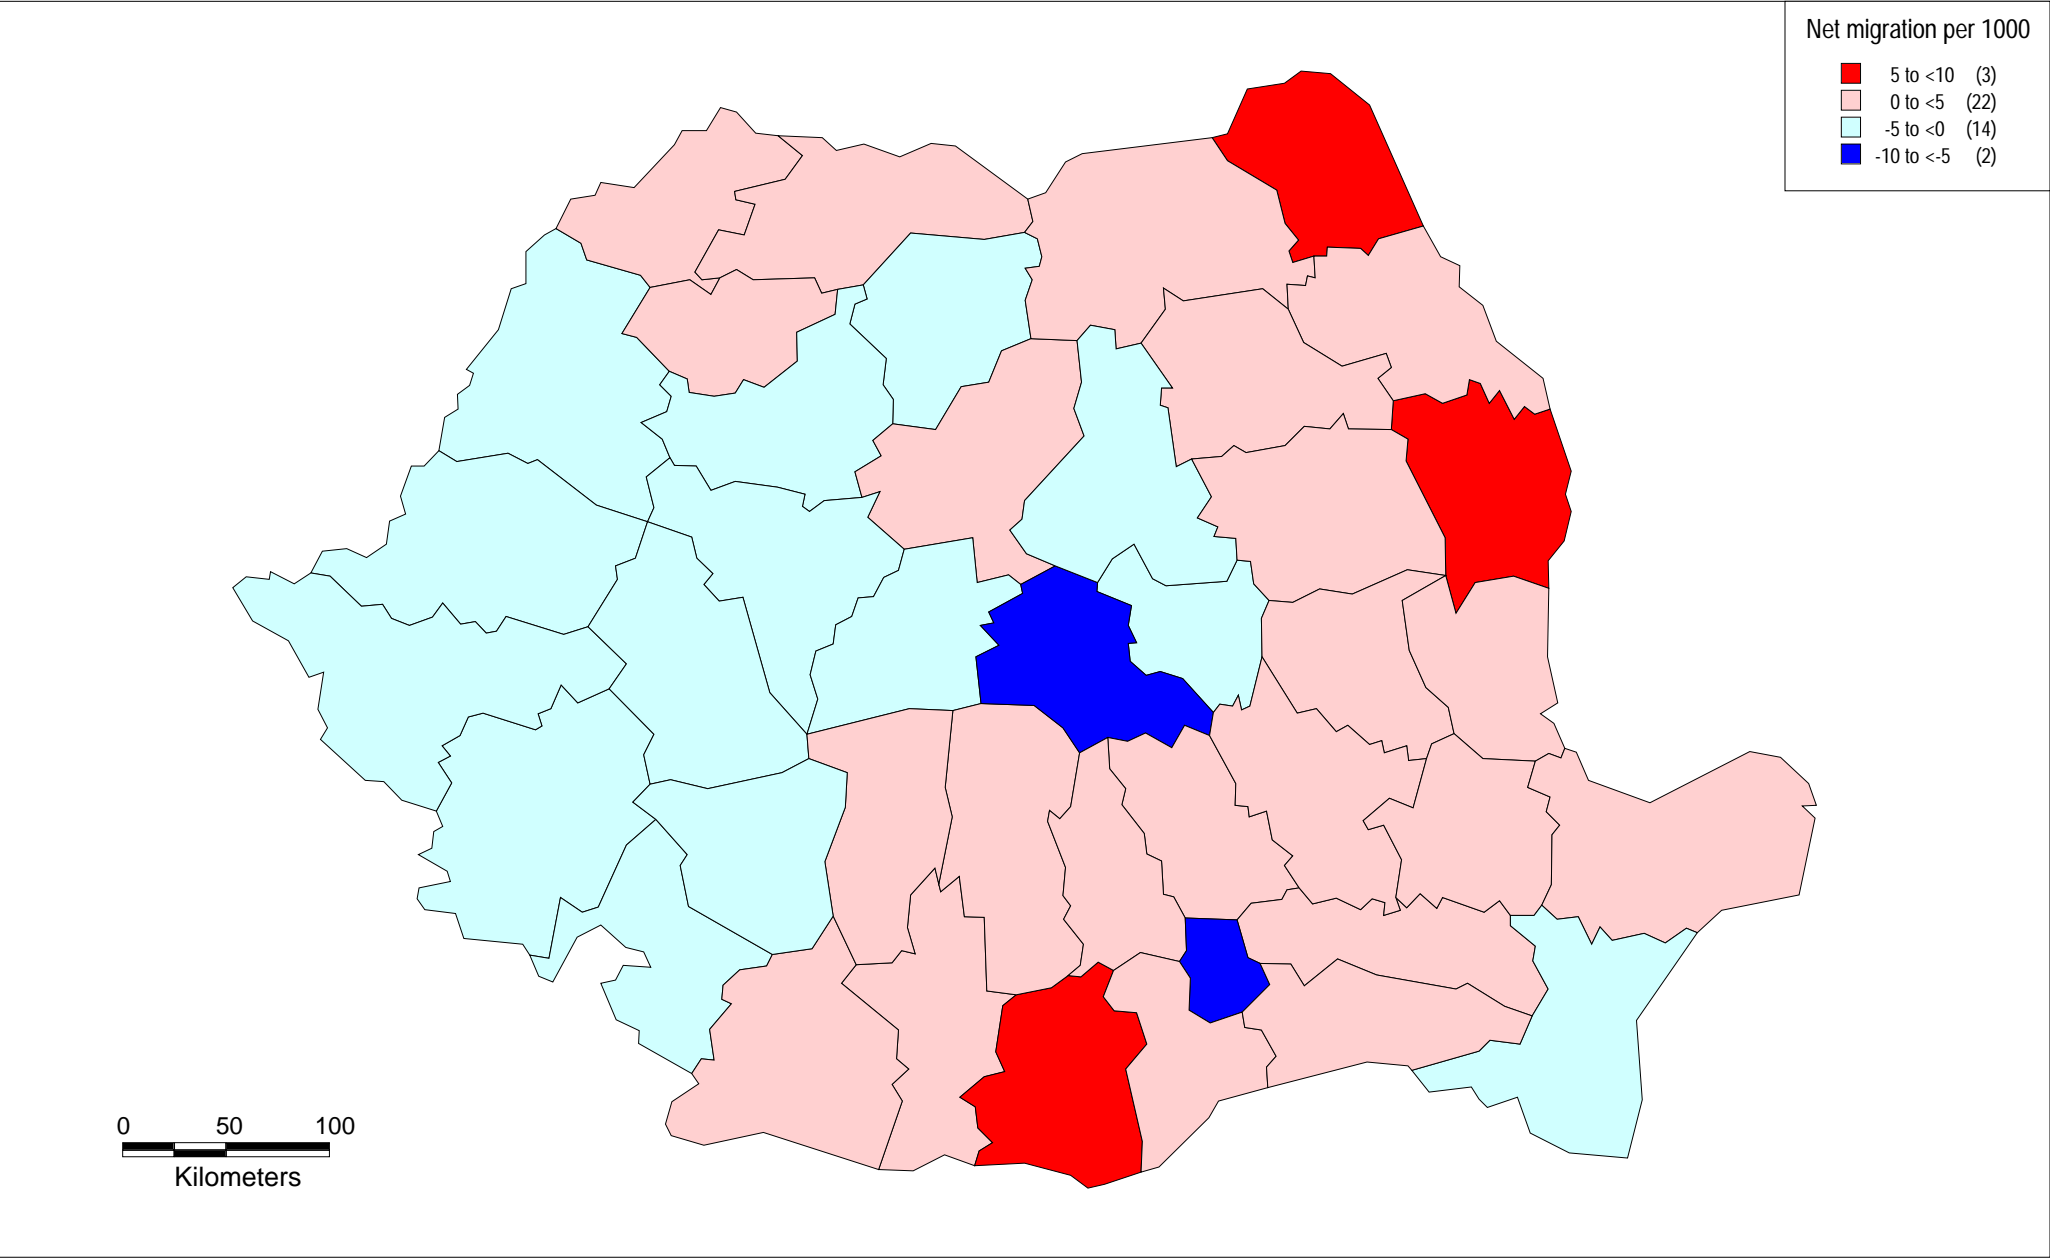 Net migration per 1000
5 to <10 (3)
0 to <5 (22)
-5 to <0 (14)
-10 to <-5 (2)
0 50 100
Kilometers